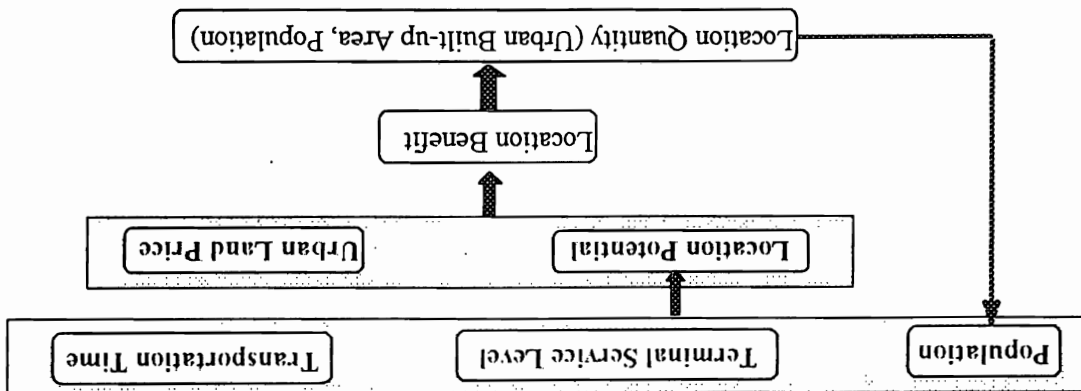 Population
Terminal Service Level
Transportation Time
Location Potential
Urban Land Price
Location Benefit
Location Quantity (Urban Built-up Area, Population)